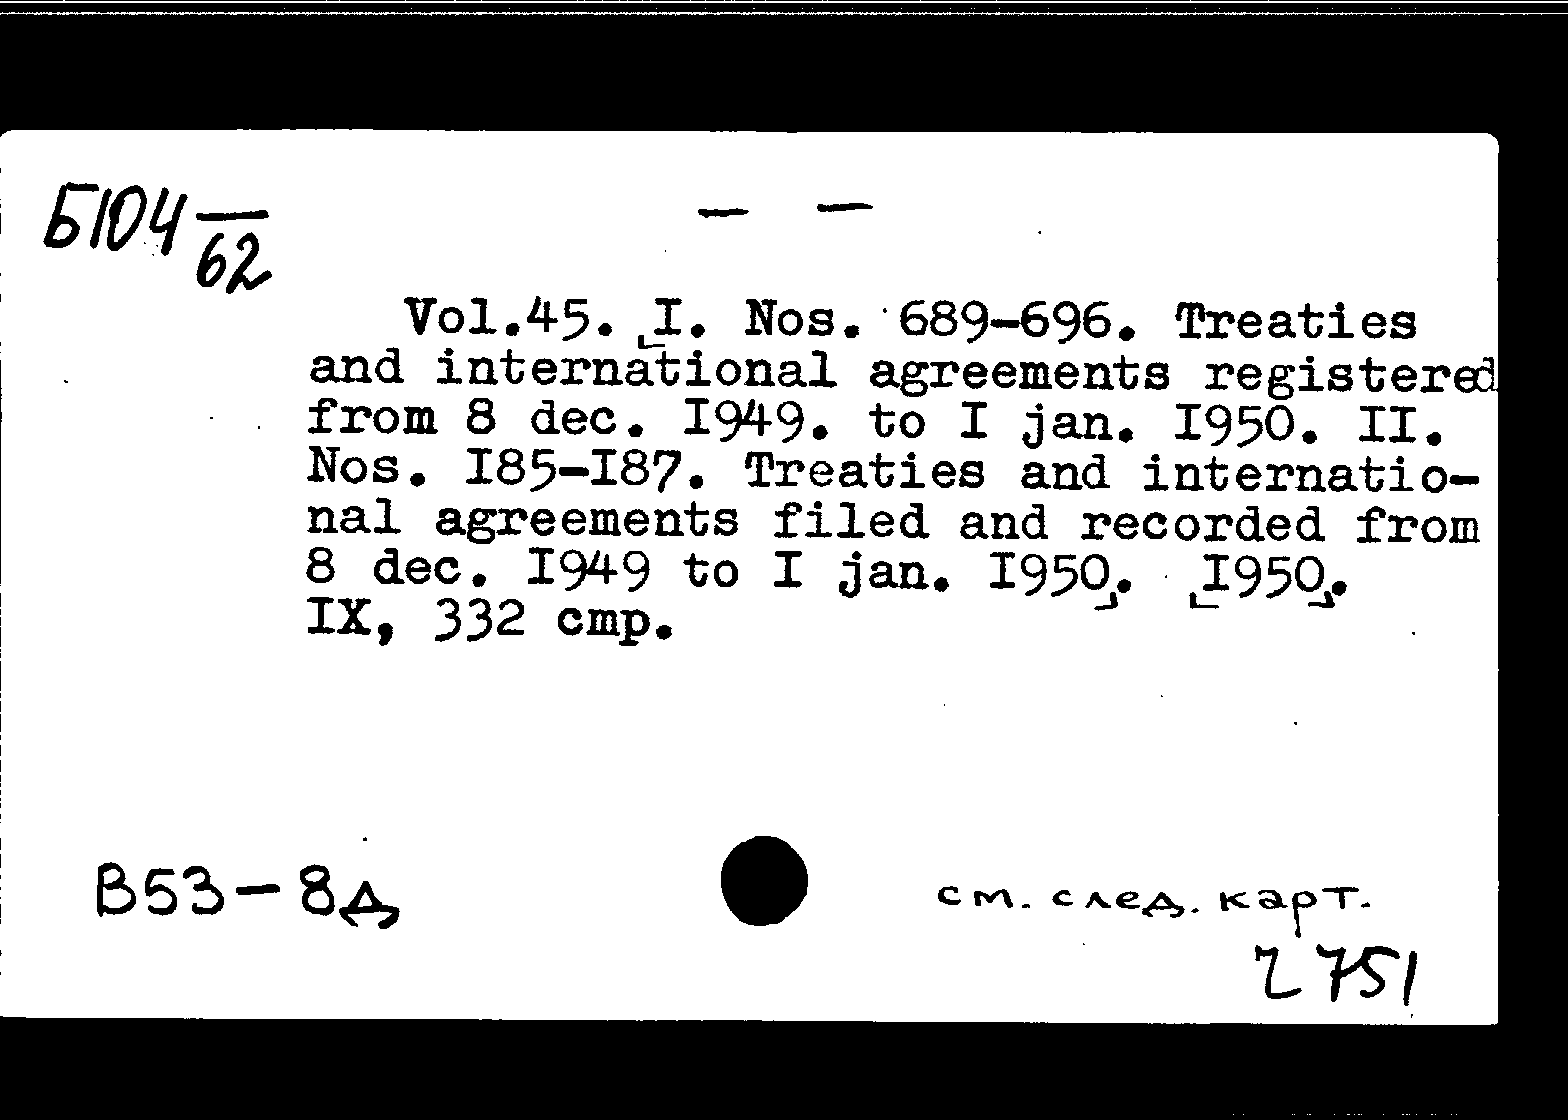 Б104 —/62
— —
Vol.45. [I. Nos. 689-696. Treaties
and international agreements registered
from 8 dec. I949. to I jan. I950. II.
Nos. I85-I87. Treaties and internatio-
nal agreements filed and recorded from
8 dec. I949 to I jan. I950]. [I950].
IX, 332 стр.
В53-8д
см. след. карт.
2751